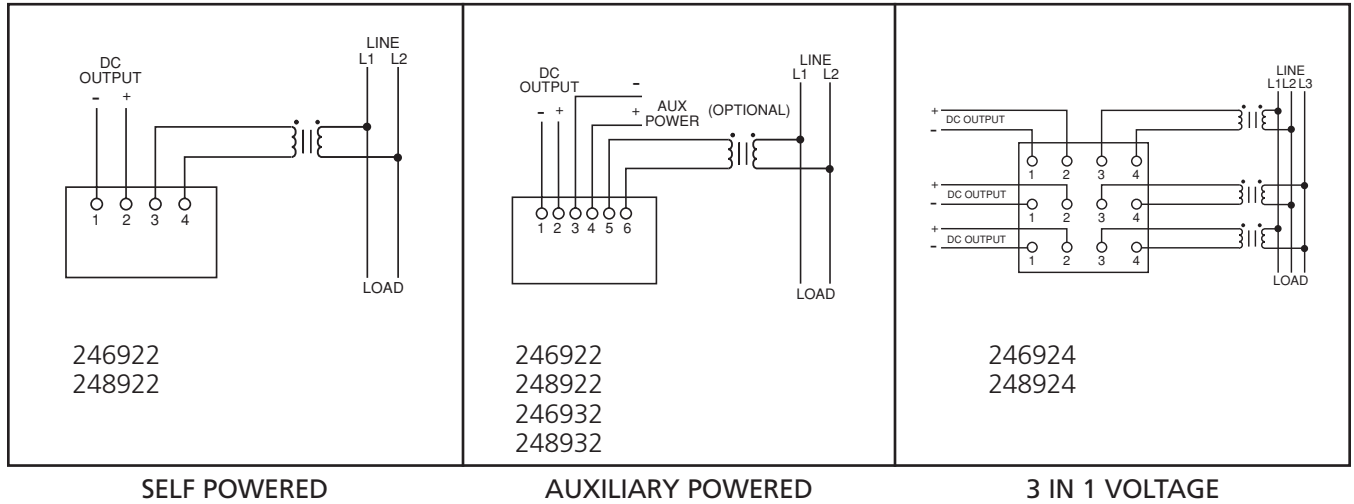 LINE
L1 L2
DC
OUTPUT
- +
1 2 3 4
LOAD
246922
248922
SELF POWERED
LINE
L1 L2
DC
OUTPUT
- +
-
+
AUX
POWER
(OPTIONAL)
1 2 3 4 5 6
LOAD
246922
248922
246932
248932
AUXILIARY POWERED
LINE
L1 L2 L3
+
DC OUTPUT
-
1 2 3 4
+
DC OUTPUT
-
1 2 3 4
+
DC OUTPUT
-
1 2 3 4
LOAD
246924
248924
3 IN 1 VOLTAGE